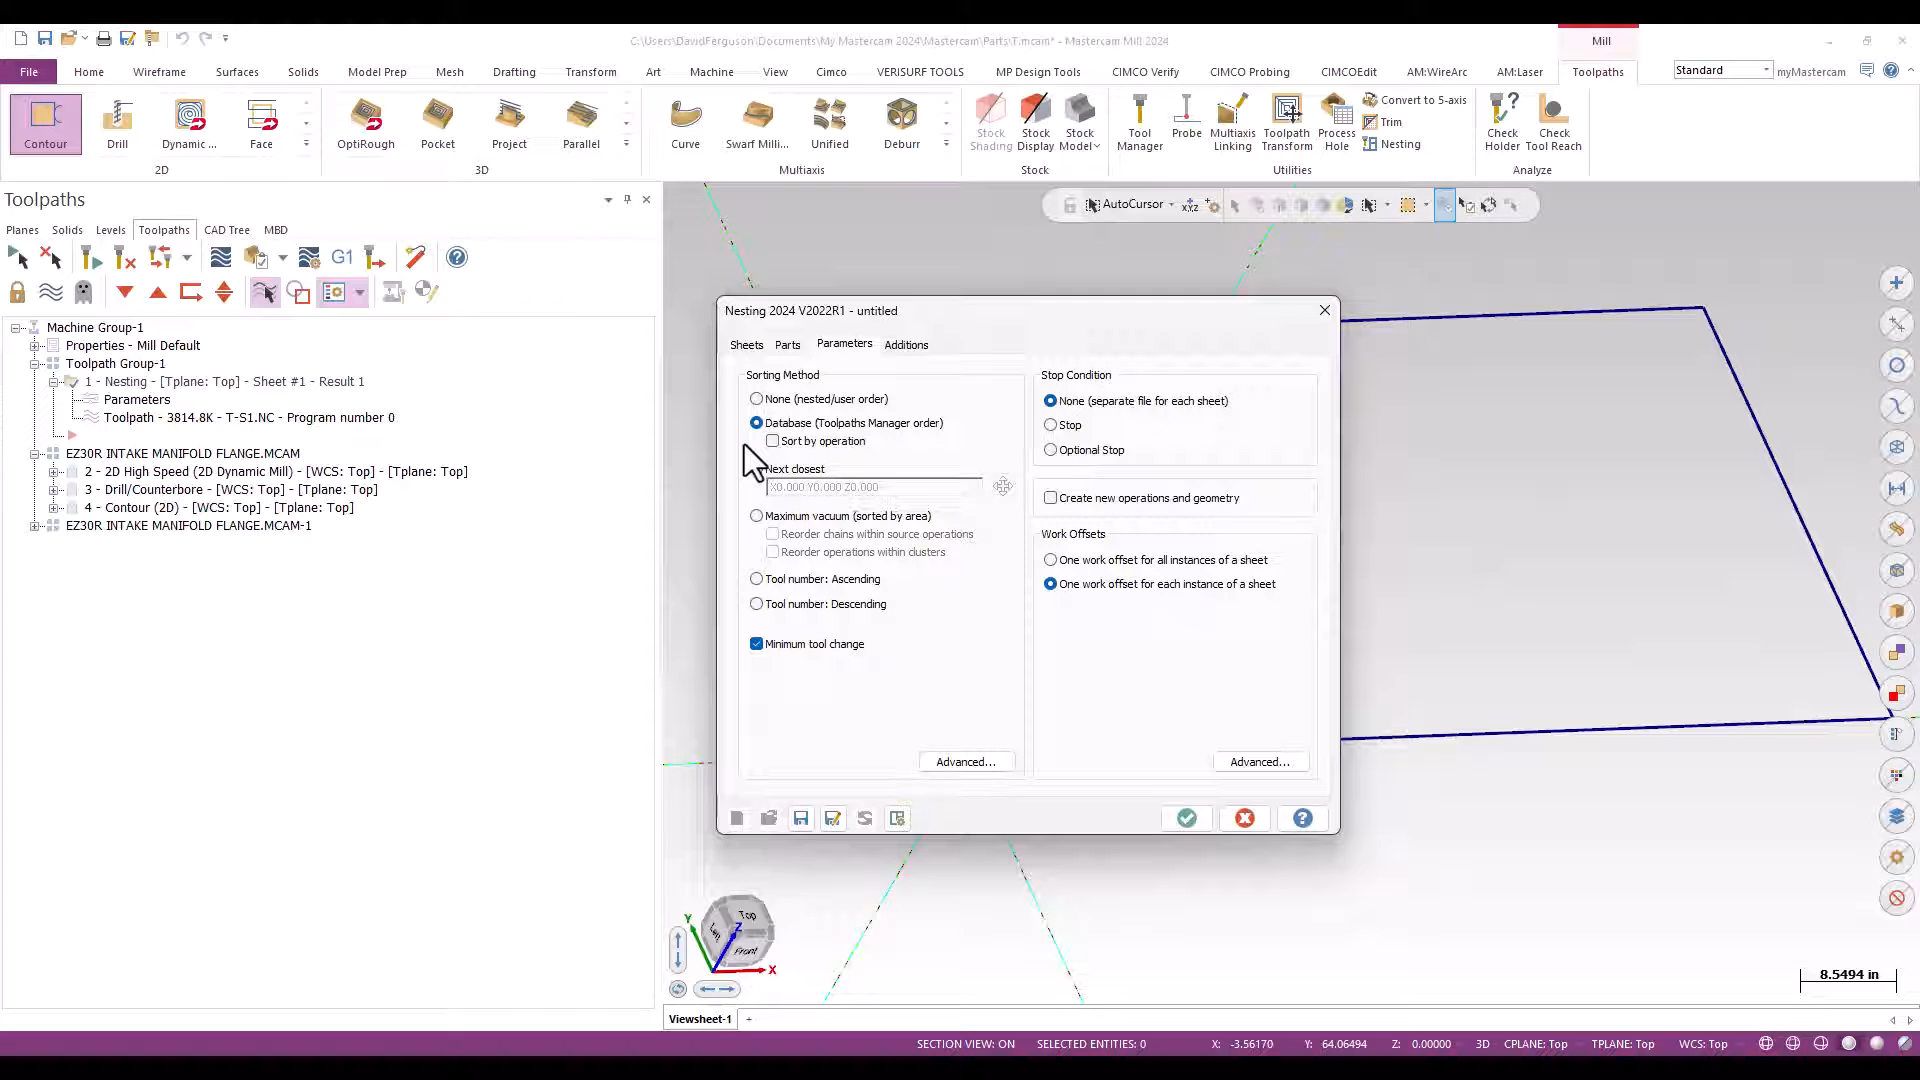 C:\Users\DavidFerguson\Documents\My Mastercam 2024\Mastercam\Parts\T.mcam* - Mastercam Mill 2024
Mill
File Home Wireframe Surfaces Solids Model Prep Mesh Drafting Transform Art Machine View Cimco VERISURF TOOLS MP Design Tools CIMCO Verify CIMCO Probing CIMCOEdit AM:WireArc AM:Laser Toolpaths
Standard
myMastercam
Contour Drill Dynamic ... Face
2D
OptiRough Pocket Project Parallel
3D
Curve Swarf Milli... Unified Deburr
Multiaxis
Stock Shading
Stock Display
Stock Model
Stock
Tool Manager
Probe
Multiaxis Linking
Toolpath Transform
Process Hole
Convert to 5-axis
Trim
Nesting
Utilities
Check Holder
Check Tool Reach
Analyze
Toolpaths
Planes Solids Levels Toolpaths CAD Tree MBD
G1
Machine Group-1
Properties - Mill Default
Toolpath Group-1
1 - Nesting - [Tplane: Top] - Sheet #1 - Result 1
Parameters
Toolpath - 3814.8K - T-S1.NC - Program number 0
EZ30R INTAKE MANIFOLD FLANGE.MCAM
2 - 2D High Speed (2D Dynamic Mill) - [WCS: Top] - [Tplane: Top]
3 - Drill/Counterbore - [WCS: Top] - [Tplane: Top]
4 - Contour (2D) - [WCS: Top] - [Tplane: Top]
EZ30R INTAKE MANIFOLD FLANGE.MCAM-1
AutoCursor
XYZ
Nesting 2024 V2022R1 - untitled
Sheets Parts Parameters Additions
Sorting Method
None (nested/user order)
Database (Toolpaths Manager order)
Sort by operation
Next closest
X0.000 Y0.000 Z0.000
Maximum vacuum (sorted by area)
Reorder chains within source operations
Reorder operations within clusters
Tool number: Ascending
Tool number: Descending
Minimum tool change
Advanced...
Stop Condition
None (separate file for each sheet)
Stop
Optional Stop
Create new operations and geometry
Work Offsets
One work offset for all instances of a sheet
One work offset for each instance of a sheet
Advanced...
Y
Z
X
Top
Left
Front
8.5494 in
Viewsheet-1 +
SECTION VIEW: ON SELECTED ENTITIES: 0 X: -3.56170 Y: 64.06494 Z: 0.00000 3D CPLANE: Top TPLANE: Top WCS: Top